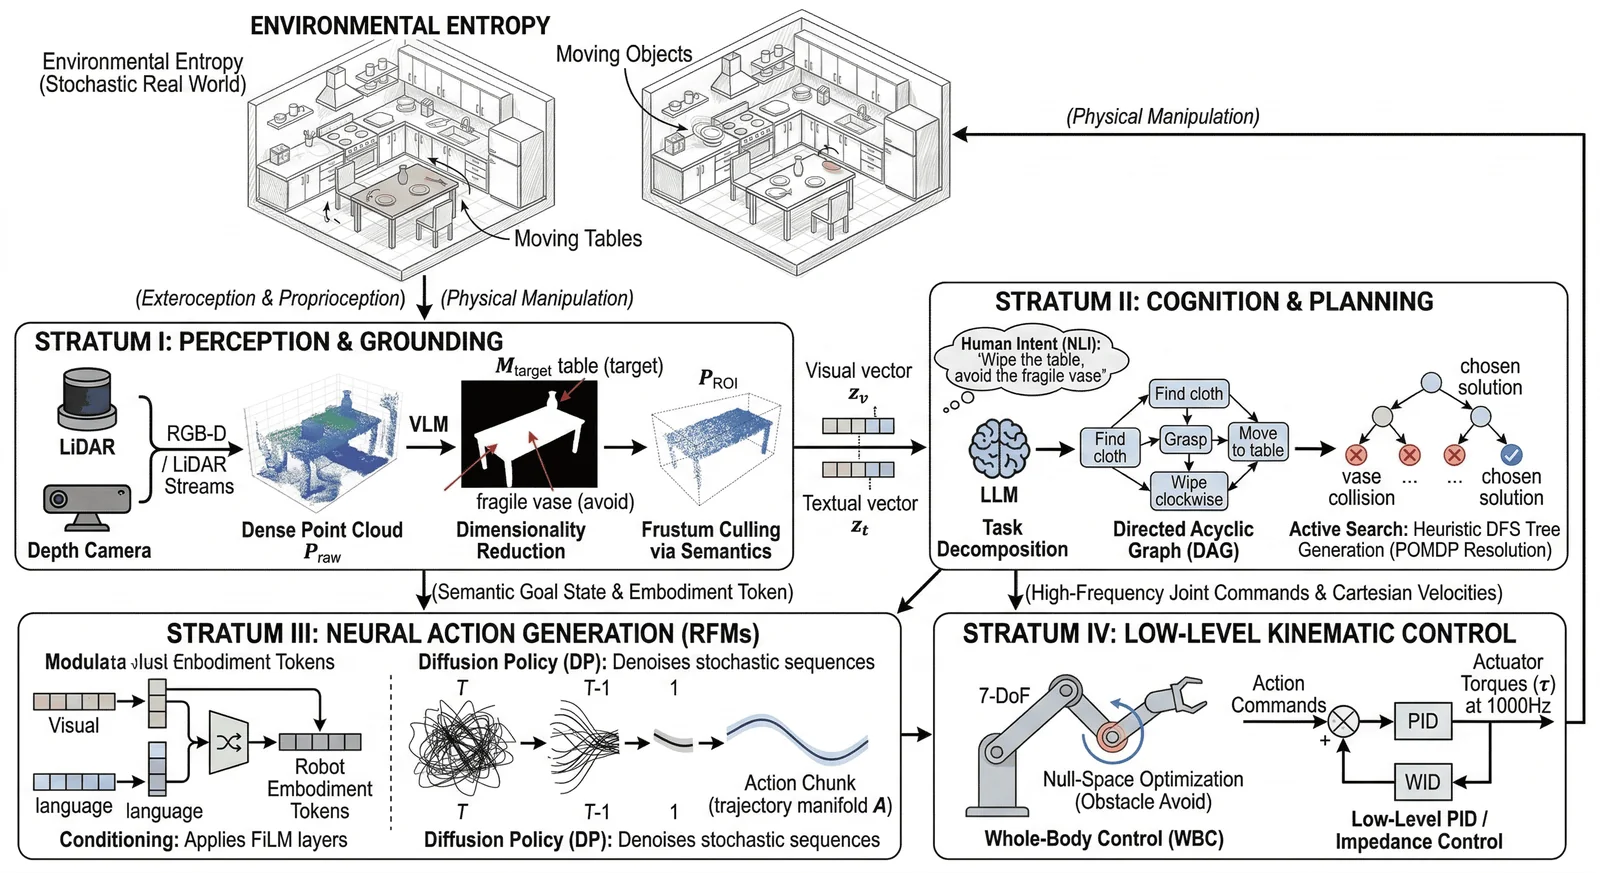 ENVIRONMENTAL ENTROPY
Environmental Entropy
(Stochastic Real World)
Moving Objects
Moving Tables
(Physical Manipulation)
(Exteroception & Proprioception)
(Physical Manipulation)
STRATUM I: PERCEPTION & GROUNDING
LiDAR
Depth Camera
RGB-D
/ LiDAR
Streams
Dense Point Cloud
P_raw
VLM
M_target table (target)
fragile vase (avoid)
Dimensionality
Reduction
P_ROI
Frustum Culling
via Semantics
Visual vector
z_v
Textual vector
z_t
STRATUM II: COGNITION & PLANNING
Human Intent (NLI):
‘Wipe the table,
avoid the fragile vase”
LLM
Task
Decomposition
Find cloth
Find
cloth
Grasp
Move
to table
Wipe
clockwise
Directed Acyclic
Graph (DAG)
chosen
solution
vase
collision
...
...
chosen
solution
Active Search: Heuristic DFS Tree
Generation (POMDP Resolution)
(Semantic Goal State & Embodiment Token)
(High-Frequency Joint Commands & Cartesian Velocities)
STRATUM III: NEURAL ACTION GENERATION (RFMs)
Tokens
Visual
language
language
Robot
Embodiment
Tokens
Conditioning: Applies FiLM layers
Diffusion Policy (DP): Denoises stochastic sequences
T
T-1
1
T
T-1
1
Action Chunk
(trajectory manifold A)
Diffusion Policy (DP): Denoises stochastic sequences
STRATUM IV: LOW-LEVEL KINEMATIC CONTROL
7-DoF
Null-Space Optimization
(Obstacle Avoid)
Whole-Body Control (WBC)
Action
Commands
+
PID
WID
Actuator
Torques (τ)
at 1000Hz
Low-Level PID /
Impedance Control